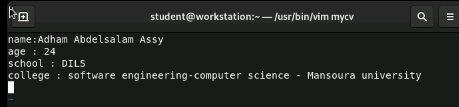 student@workstation:~ — /usr/bin/vim mycv
name:Adham Abdelsalam Assy
age : 24
school : DILS
college : software engineering-computer science - Mansoura university
~